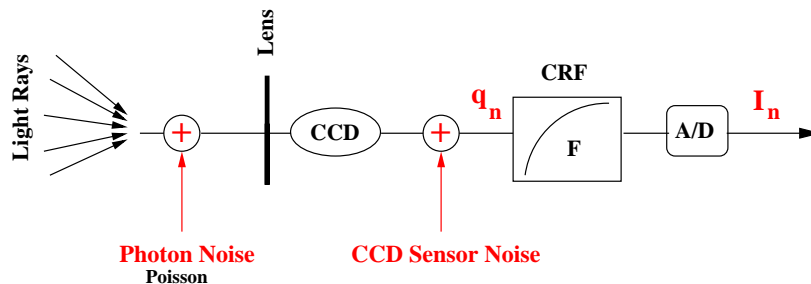 Light Rays
Lens
CCD
q n
CRF
F
A/D
I n
Photon Noise
Poisson
CCD Sensor Noise